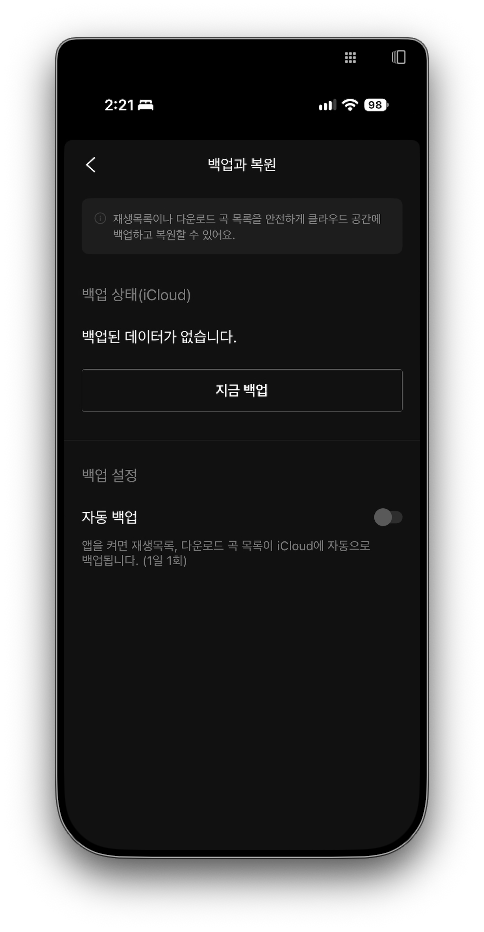 2:21
98
백업과 복원
재생목록이나 다운로드 곡 목록을 안전하게 클라우드 공간에
백업하고 복원할 수 있어요.
백업 상태(iCloud)
백업된 데이터가 없습니다.
지금 백업
백업 설정
자동 백업
앱을 켜면 재생목록, 다운로드 곡 목록이 iCloud에 자동으로
백업됩니다. (1일 1회)